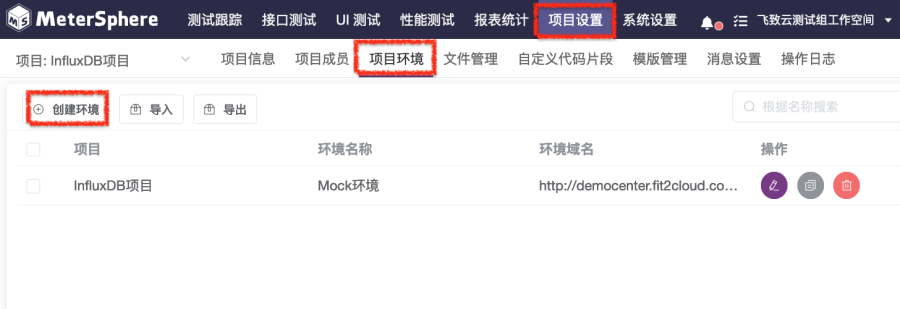 MeterSphere 测试跟踪 接口测试 UI 测试 性能测试 报表统计 项目设置 系统设置 飞致云测试组工作空间
项目: InfluxDB项目 项目信息 项目成员 项目环境 文件管理 自定义代码片段 模版管理 消息设置 操作日志
创建环境 导入 导出 根据名称搜索
项目 环境名称 环境域名 操作
InfluxDB项目 Mock环境 http://democenter.fit2cloud.co...